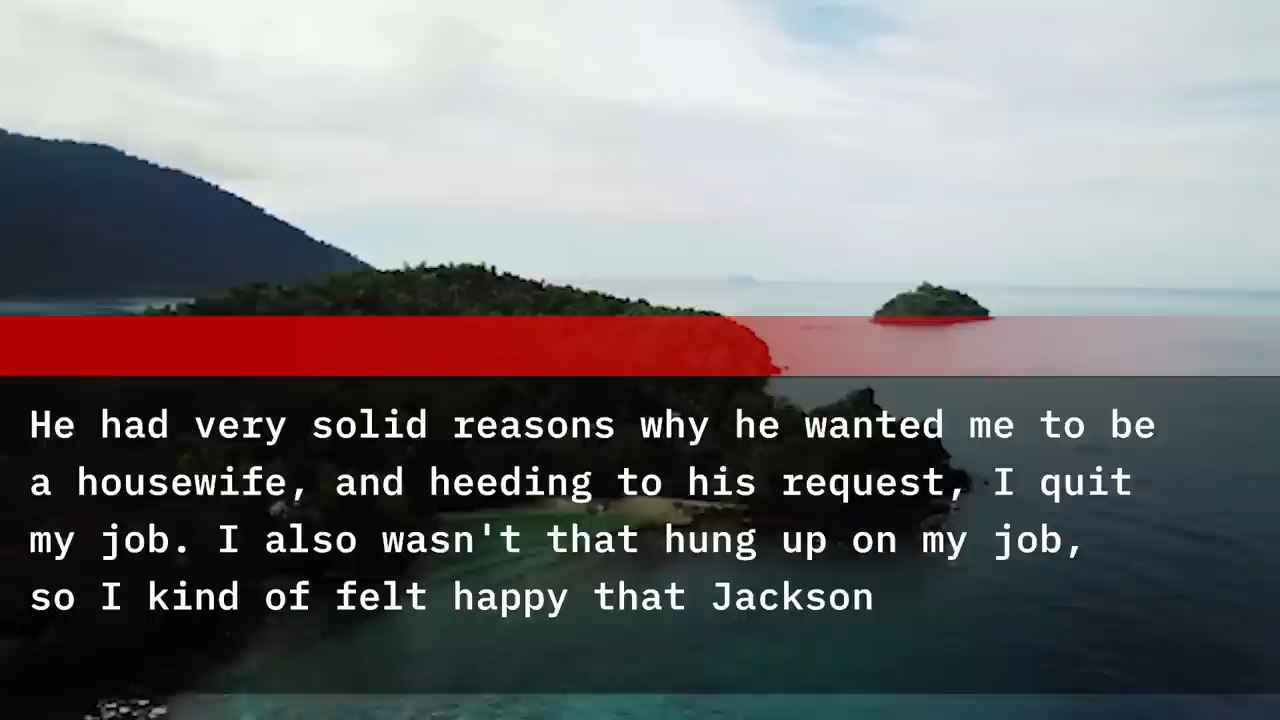 He had very solid reasons why he wanted me to be
a housewife, and heeding to his request, I quit
my job. I also wasn't that hung up on my job,
so I kind of felt happy that Jackson